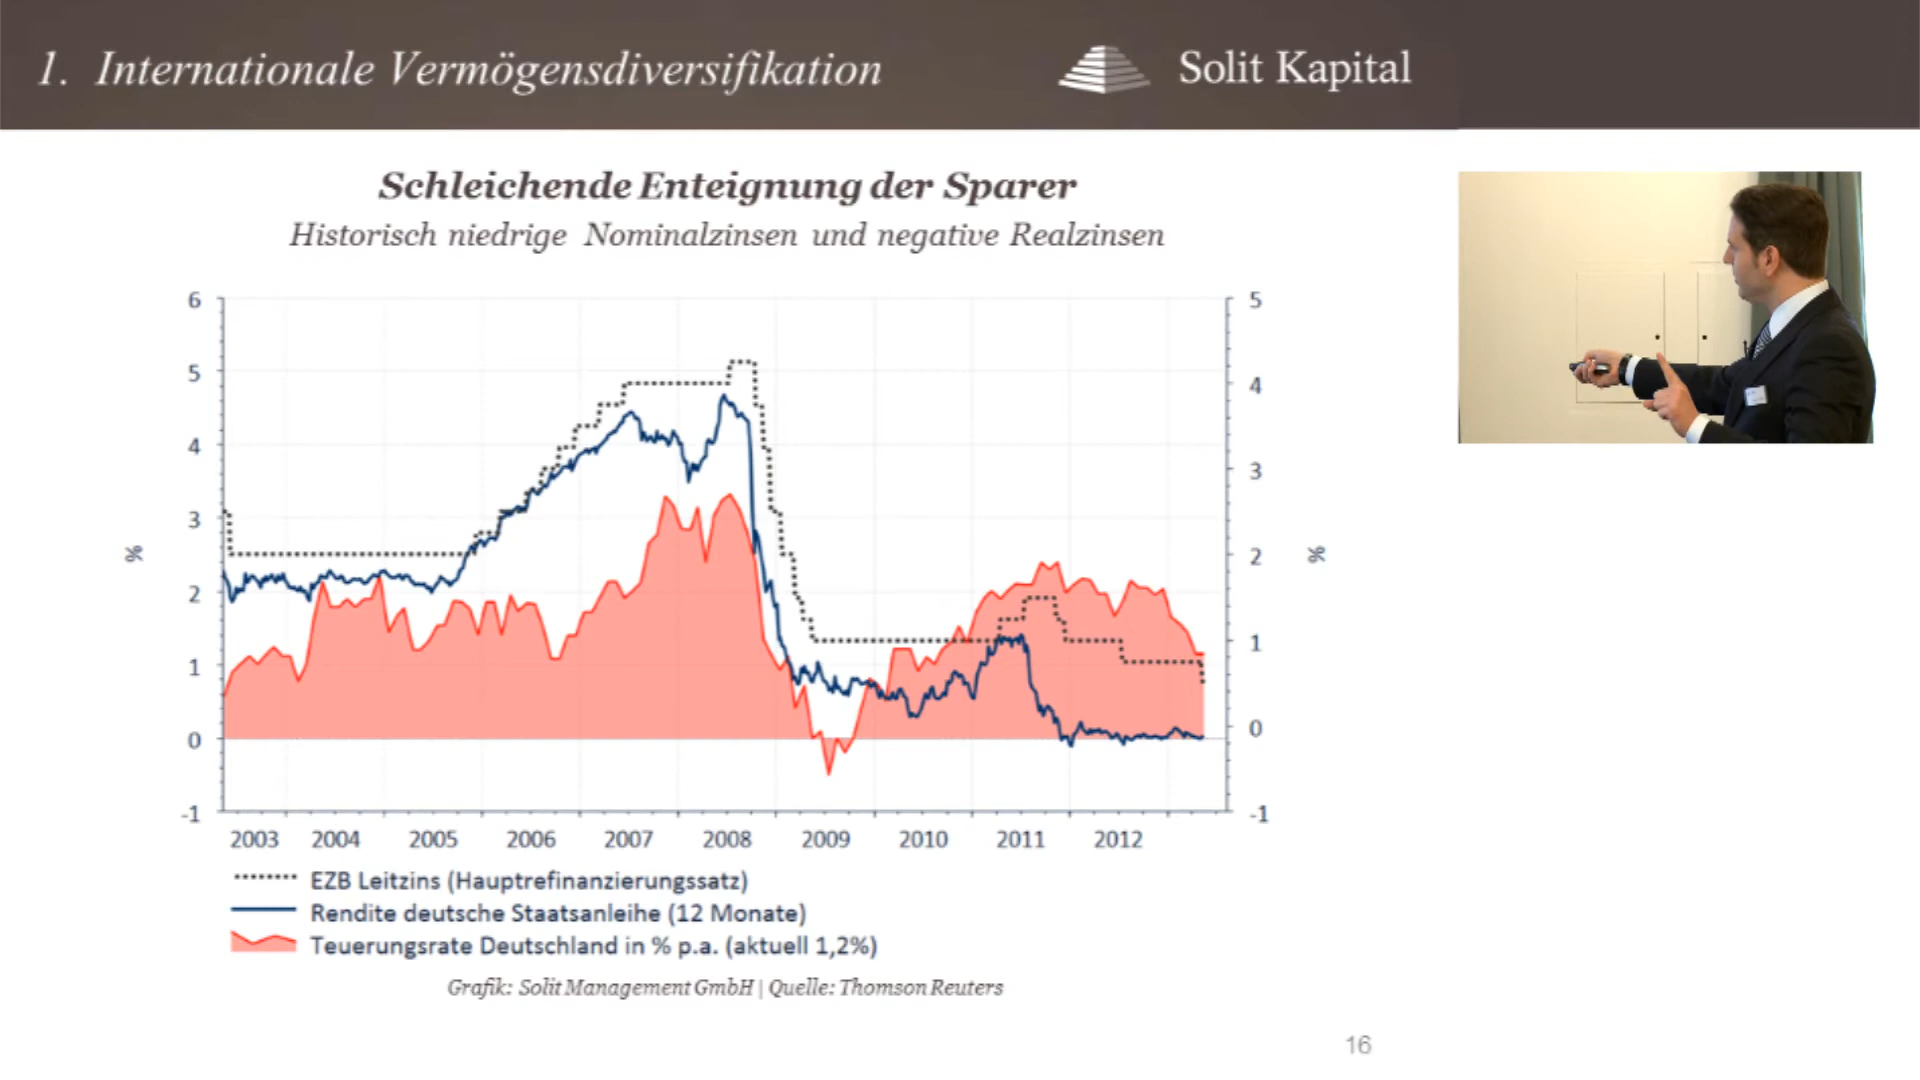 1. Internationale Vermögensdiversifikation
Solit Kapital
Schleichende Enteignung der Sparer
Historisch niedrige Nominalzinsen und negative Realzinsen
6
5
4
3
2
1
0
-1
%
5
4
3
2
1
0
-1
%
2003 2004 2005 2006 2007 2008 2009 2010 2011 2012
EZB Leitzins (Hauptrefinanzierungssatz)
Rendite deutsche Staatsanleihe (12 Monate)
Teuerungsrate Deutschland in % p.a. (aktuell 1,2%)
Grafik: Solit Management GmbH | Quelle: Thomson Reuters
16